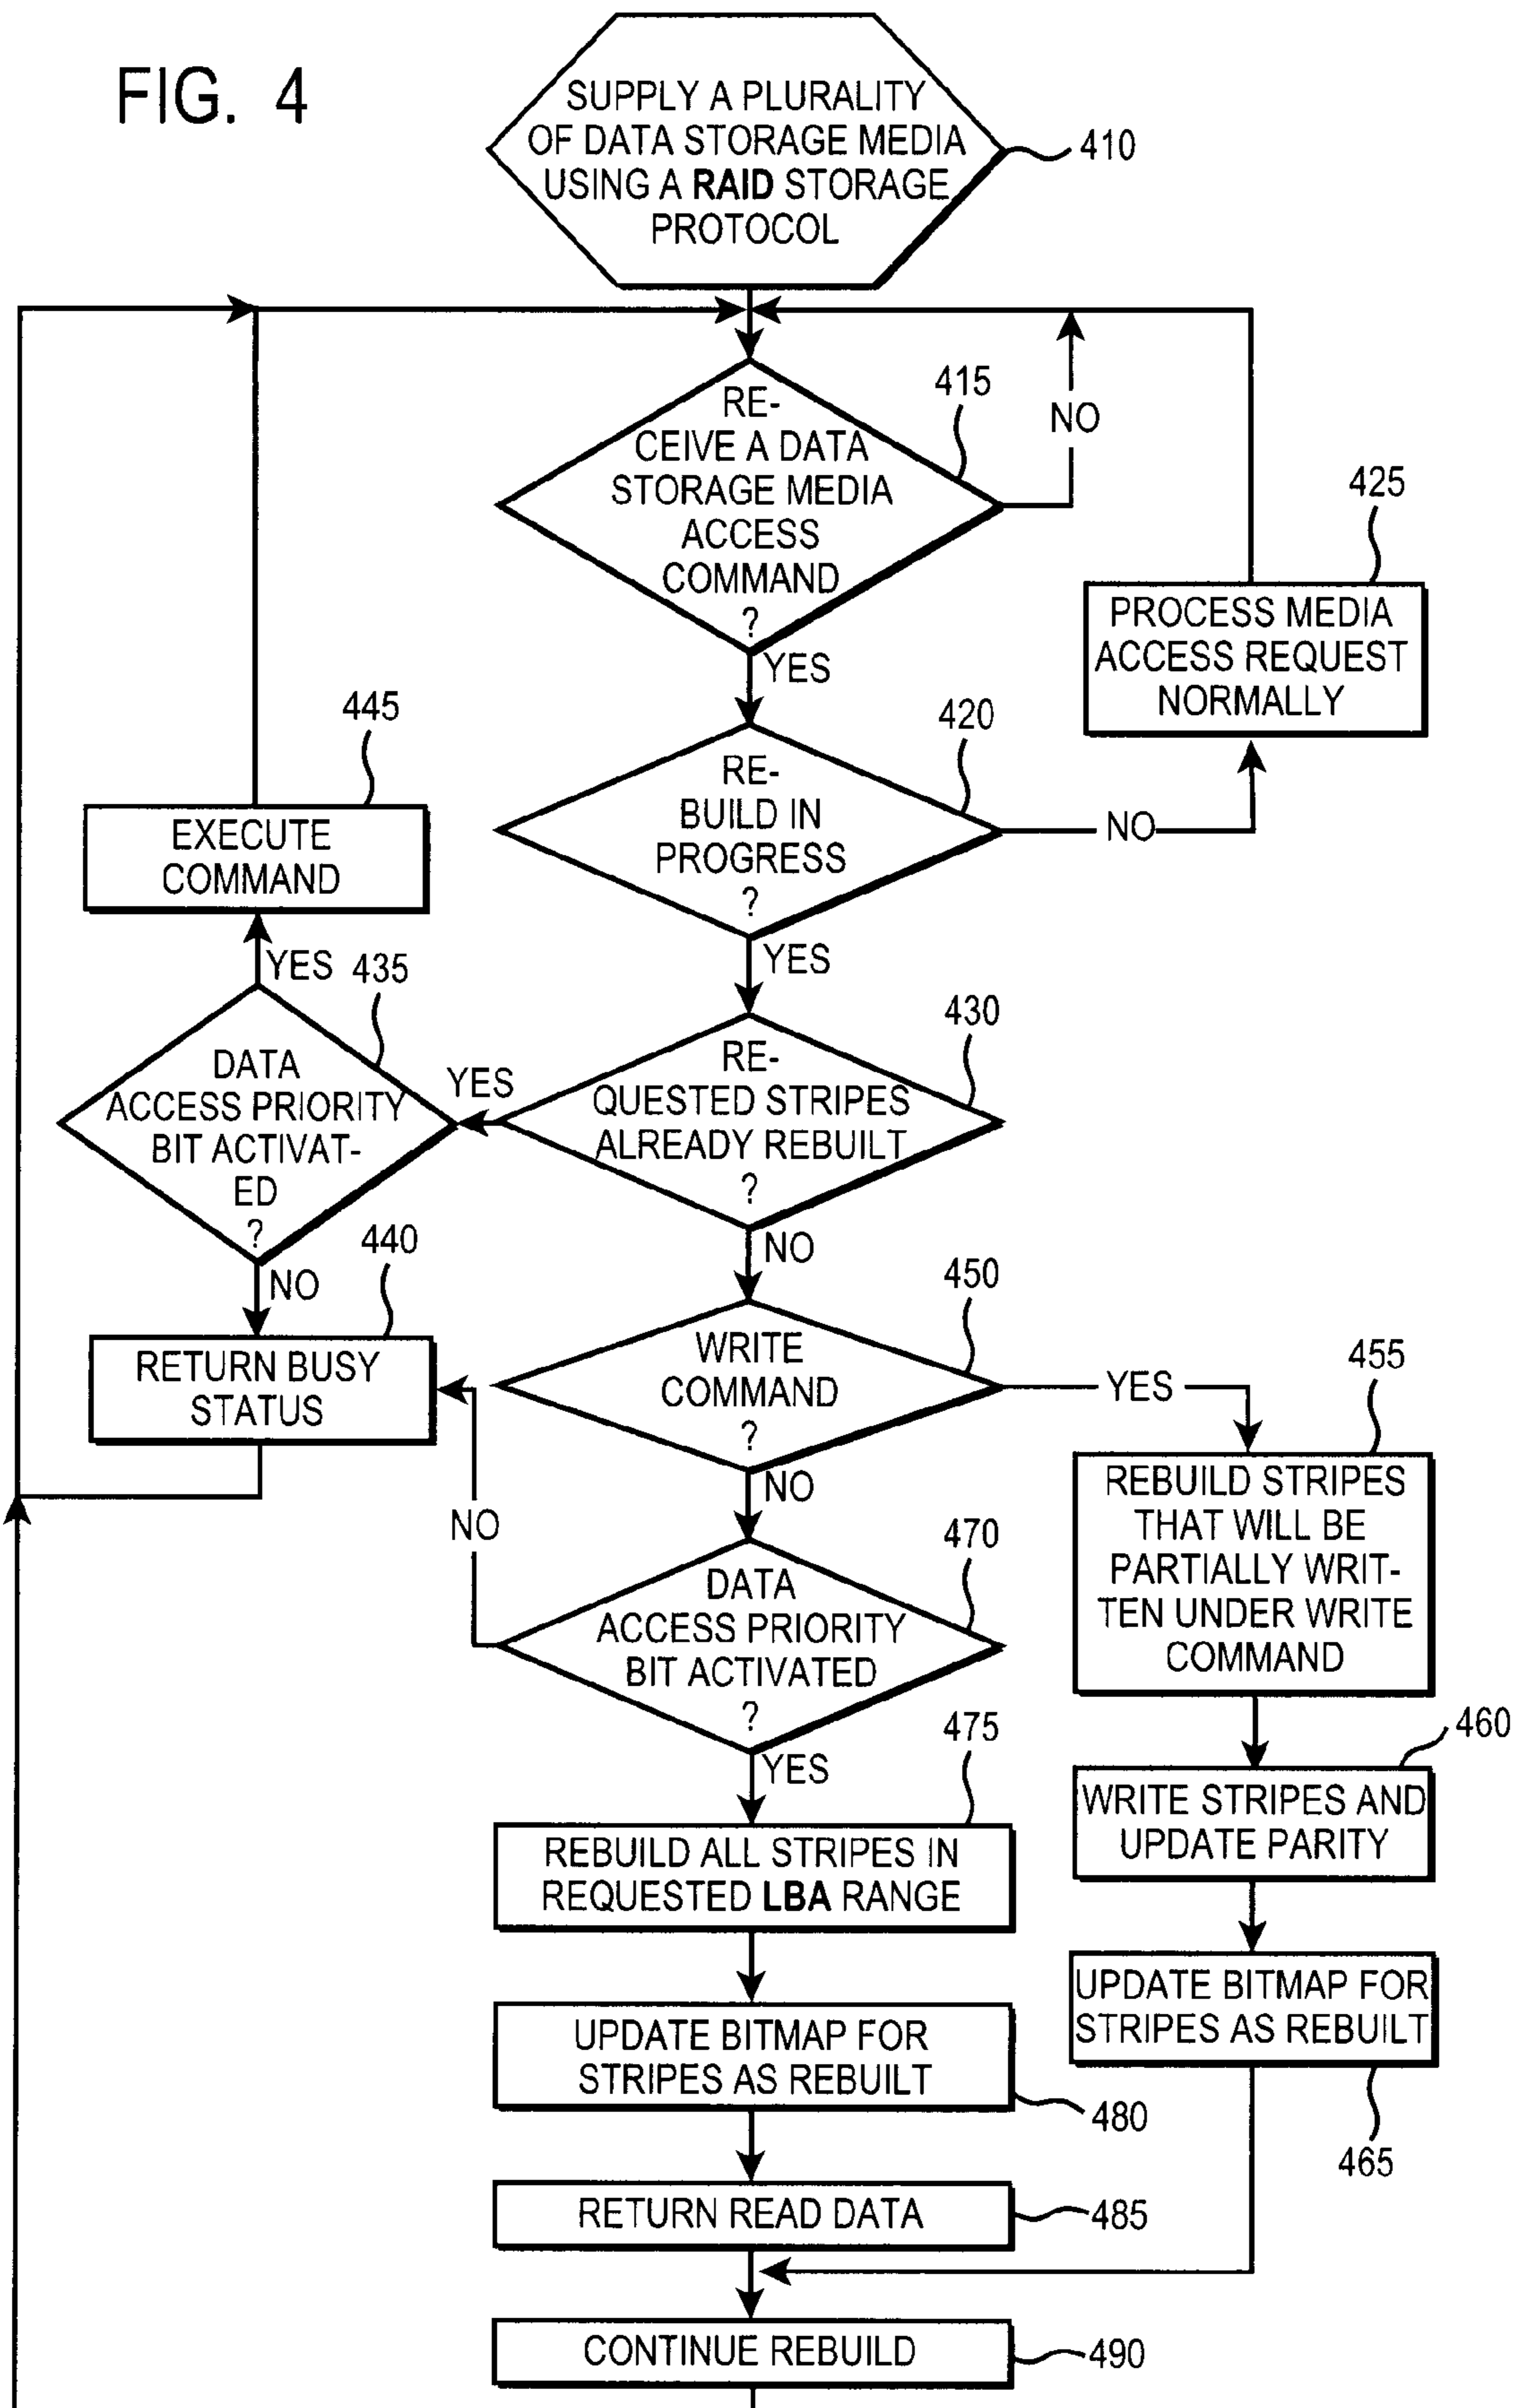 FIG. 4
SUPPLY A PLURALITY
OF DATA STORAGE MEDIA
USING A RAID STORAGE
PROTOCOL
410
RE-
CEIVE A DATA
STORAGE MEDIA
ACCESS
COMMAND
?
415
NO
YES
425
PROCESS MEDIA
ACCESS REQUEST
NORMALLY
RE-
BUILD IN
PROGRESS
?
420
NO
YES
445
EXECUTE
COMMAND
YES
435
DATA
ACCESS PRIORITY
BIT ACTIVAT-
ED
?
NO
YES
RE-
QUESTED STRIPES
ALREADY REBUILT
?
430
NO
440
RETURN BUSY
STATUS
WRITE
COMMAND
?
450
YES
NO
455
REBUILD STRIPES
THAT WILL BE
PARTIALLY WRIT-
TEN UNDER WRITE
COMMAND
NO
DATA
ACCESS PRIORITY
BIT ACTIVATED
?
470
YES
460
WRITE STRIPES AND
UPDATE PARITY
475
REBUILD ALL STRIPES IN
REQUESTED LBA RANGE
UPDATE BITMAP FOR
STRIPES AS REBUILT
465
UPDATE BITMAP FOR
STRIPES AS REBUILT
480
RETURN READ DATA
485
CONTINUE REBUILD
490